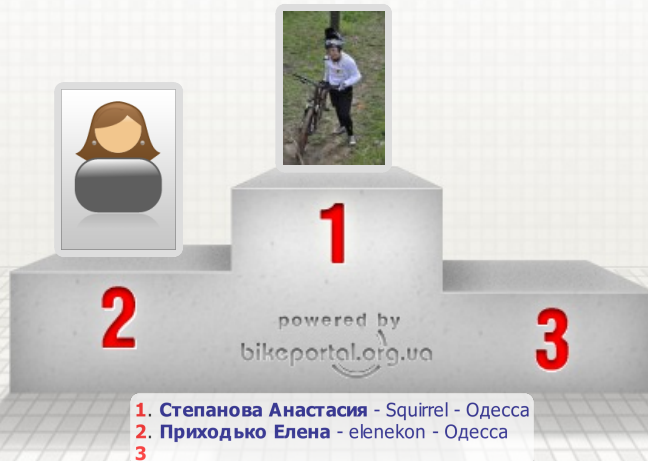 1
2
3
powered by
bikeportal.org.ua
1. Степанова Анастасия - Squirrel - Одесса
2. Приходько Елена - elenekon - Одесса
3